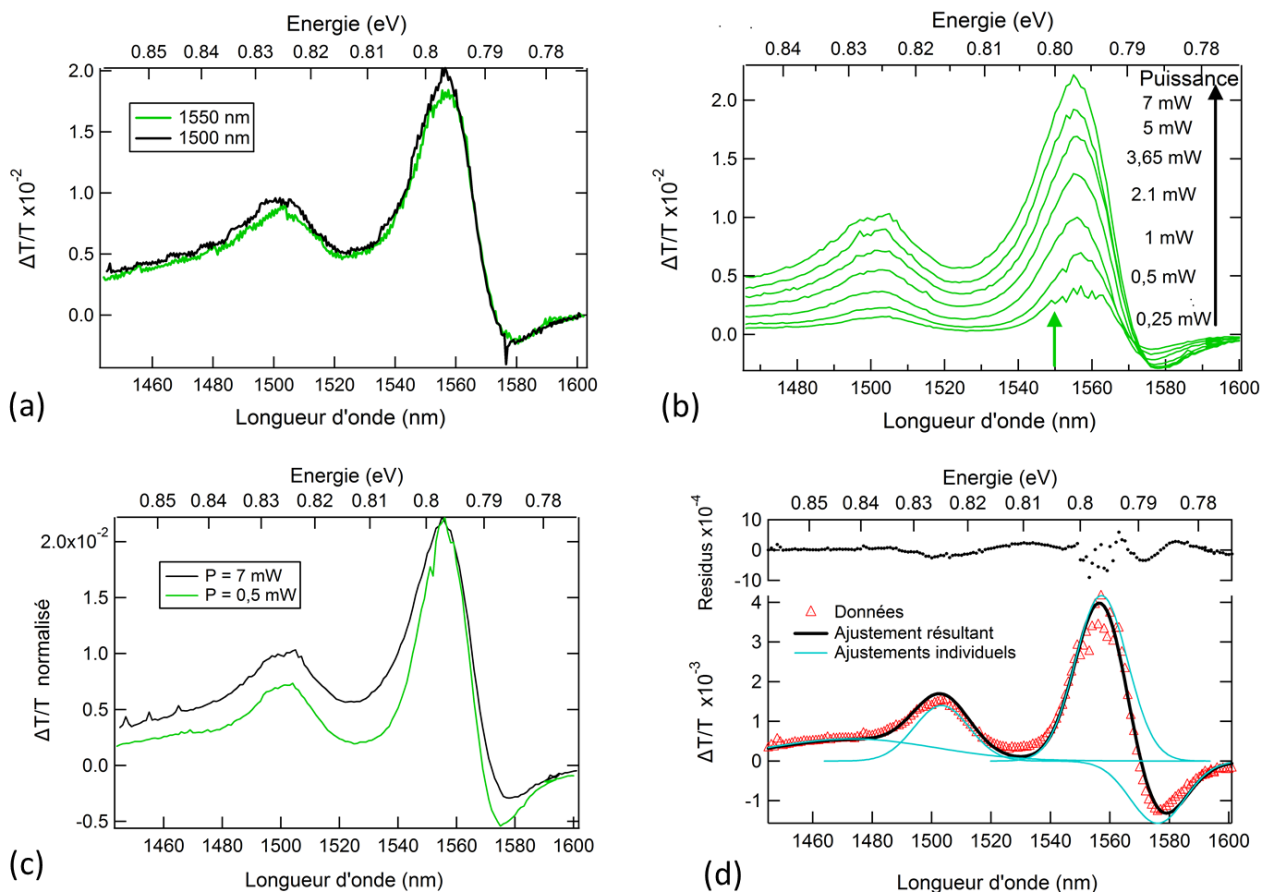 Energie (eV)
0.85 0.84 0.83 0.82 0.81 0.8 0.79 0.78
2.0
1.0
0.5
0.0
ΔT/T x10-2
1550 nm
1500 nm
1460 1480 1500 1520 1540 1560 1580 1600
Longueur d'onde (nm)
(a)
Energie (eV)
0.84 0.83 0.82 0.81 0.80 0.79 0.78
2.0
1.5
1.0
0.5
0.0
ΔT/T x10-2
Puissance
7 mW
5 mW
3,65 mW
2.1 mW
1 mW
0,5 mW
0,25 mW
1480 1500 1520 1540 1560 1580 1600
Longueur d'onde (nm)
(b)
Energie (eV)
0.85 0.84 0.83 0.82 0.81 0.8 0.79 0.78
2.0x10-2
1.5
1.0
0.5
0.0
-0.5
ΔT/T normalisé
P = 7 mW
P = 0,5 mW
1460 1480 1500 1520 1540 1560 1580 1600
Longueur d'onde (nm)
(c)
Energie (eV)
0.85 0.84 0.83 0.82 0.81 0.8 0.79 0.78
10
0
-10
Residus x10-4
4
3
2
1
0
-1
ΔT/T x10-3
Données
Ajustement résultant
Ajustements individuels
1460 1480 1500 1520 1540 1560 1580 1600
Longueur d'onde (nm)
(d)